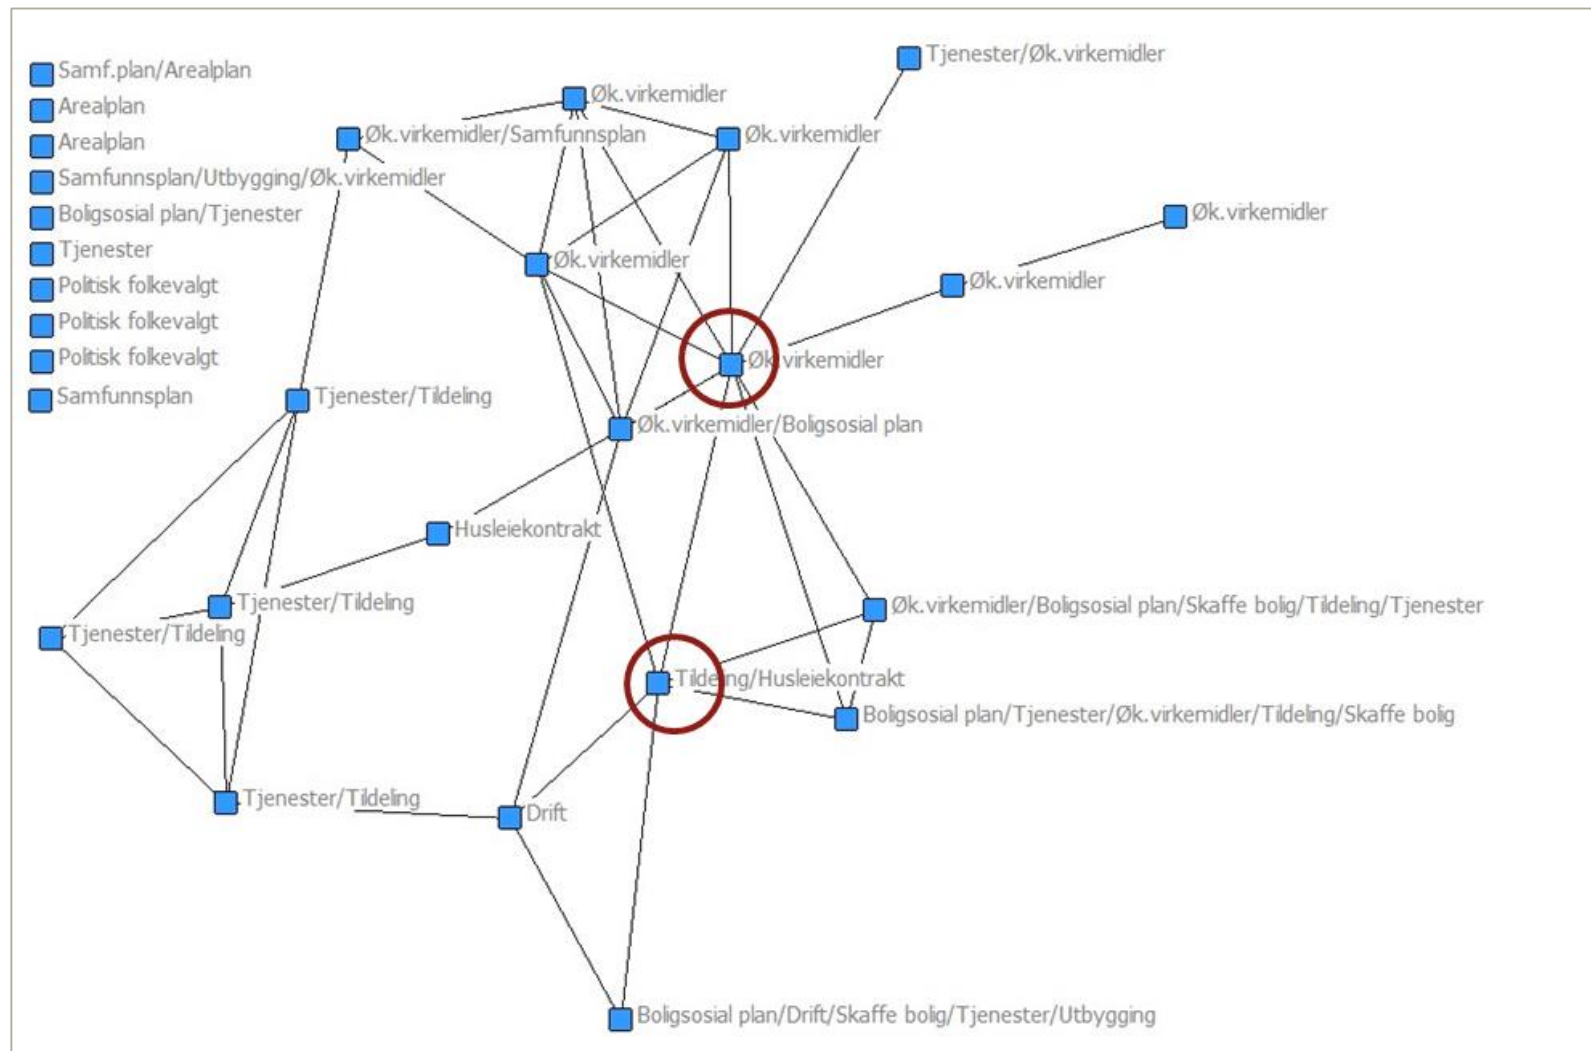 Samf.plan/Arealplan
Arealplan
Arealplan
Samfunnsplan/Utbygging/Øk.virkemidler
Boligsosial plan/Tjenester
Tjenester
Politisk folkevalgt
Politisk folkevalgt
Politisk folkevalgt
Samfunnsplan
Tjenester/Øk.virkemidler
Øk.virkemidler
Øk.virkemidler/Samfunnsplan
Øk.virkemidler
Øk.virkemidler
Øk.virkemidler
Øk.virkemidler
Øk.virkemidler
Tjenester/Tildeling
Øk.virkemidler/Boligsosial plan
Husleiekontrakt
Tjenester/Tildeling
Øk.virkemidler/Boligsosial plan/Skaffe bolig/Tildeling/Tjenester
Tjenester/Tildeling
Tildeling/Husleiekontrakt
Boligsosial plan/Tjenester/Øk.virkemidler/Tildeling/Skaffe bolig
Tjenester/Tildeling
Drift
Boligsosial plan/Drift/Skaffe bolig/Tjenester/Utbygging